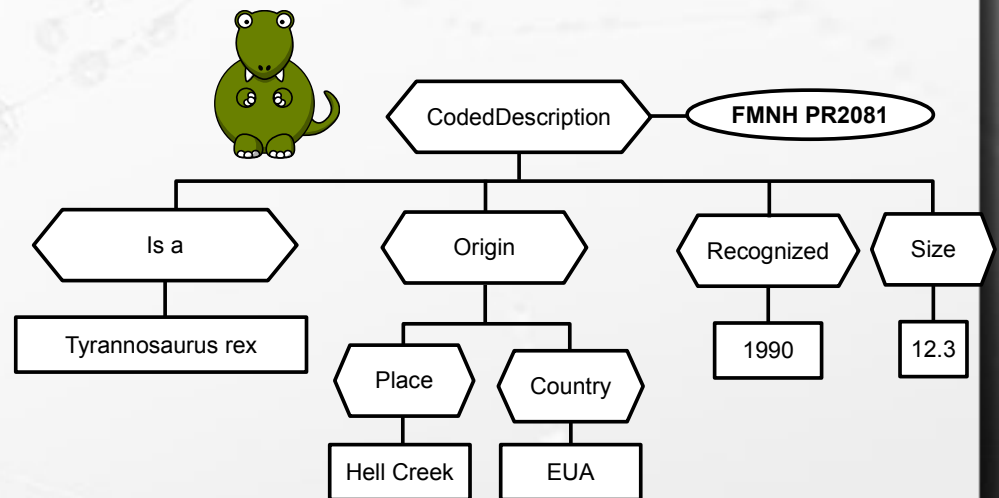 CodedDescription
FMNH PR2081
Is a
Origin
Recognized
Size
Tyrannosaurus rex
Place
Country
1990
12.3
Hell Creek
EUA